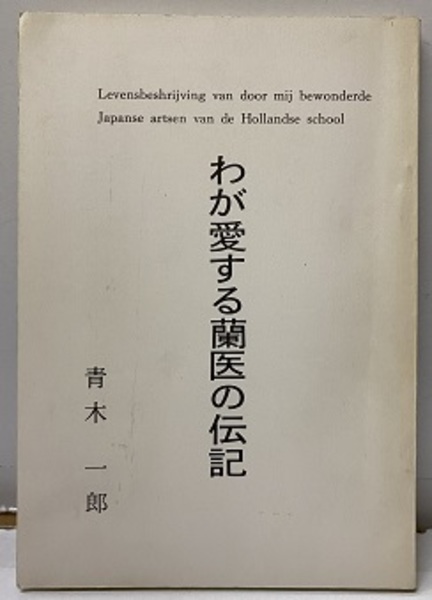 Levensbeshrijving van door mij bewonderde
Japanse artsen van de Hollandse school
わが愛する蘭医の伝記
青木一郎